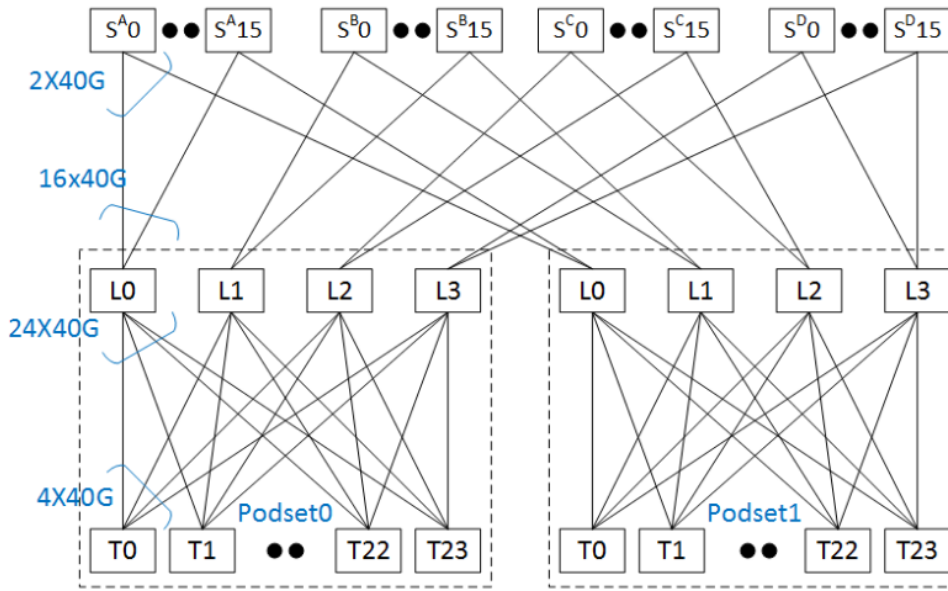 S^A0 ●● S^A15 S^B0 ●● S^B15 S^C0 ●● S^C15 S^D0 ●● S^D15
2X40G
16x40G
L0 L1 L2 L3 L0 L1 L2 L3
24X40G
4X40G
Podset0 Podset1
T0 T1 ●● T22 T23 T0 T1 ●● T22 T23